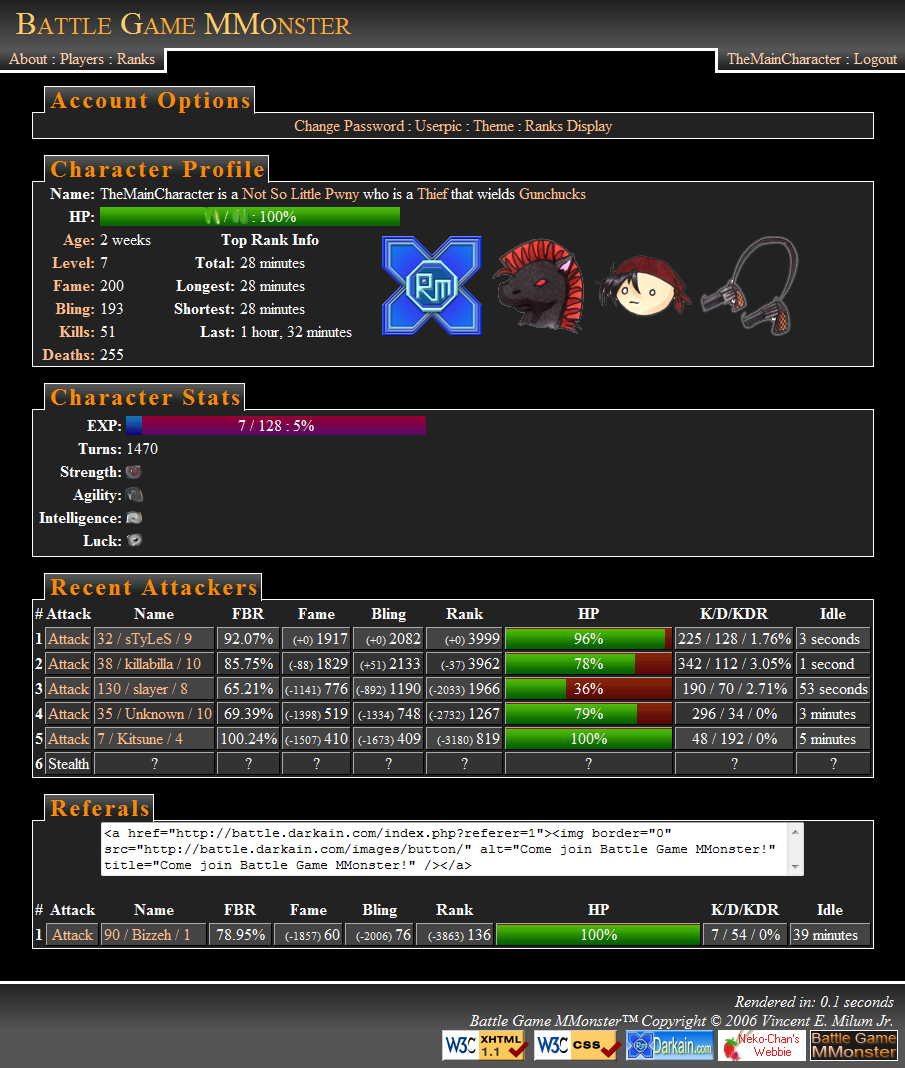 Battle Game MMonster
About : Players : Ranks
TheMainCharacter : Logout
Account Options
Change Password : Userpic : Theme : Ranks Display
Character Profile
Name: TheMainCharacter is a Not So Little Pwny who is a Thief that wields Gunchucks
HP: / : 100%
Age: 2 weeks Top Rank Info
Level: 7 Total: 28 minutes
Fame: 200 Longest: 28 minutes
Bling: 193 Shortest: 28 minutes
Kills: 51 Last: 1 hour, 32 minutes
Deaths: 255
Rm
Character Stats
EXP: 7 / 128 : 5%
Turns: 1470
Strength:
Agility:
Intelligence:
Luck:
Recent Attackers
# Attack Name FBR Fame Bling Rank HP K/D/KDR Idle
1 Attack 32 / sTyLeS / 9 92.07% (+0) 1917 (+0) 2082 (+0) 3999 96% 225 / 128 / 1.76% 3 seconds
2 Attack 38 / killabilla / 10 85.75% (-88) 1829 (+51) 2133 (-37) 3962 78% 342 / 112 / 3.05% 1 second
3 Attack 130 / slayer / 8 65.21% (-1141) 776 (-892) 1190 (-2033) 1966 36% 190 / 70 / 2.71% 53 seconds
4 Attack 35 / Unknown / 10 69.39% (-1398) 519 (-1334) 748 (-2732) 1267 79% 296 / 34 / 0% 3 minutes
5 Attack 7 / Kitsune / 4 100.24% (-1507) 410 (-1673) 409 (-3180) 819 100% 48 / 192 / 0% 5 minutes
6 Stealth ? ? ? ? ? ? ? ?
Referals
<a href="http://battle.darkain.com/index.php?referer=1"><img border="0"
src="http://battle.darkain.com/images/button/" alt="Come join Battle Game MMonster!"
title="Come join Battle Game MMonster!" /></a>
# Attack Name FBR Fame Bling Rank HP K/D/KDR Idle
1 Attack 90 / Bizzeh / 1 78.95% (-1857) 60 (-2006) 76 (-3863) 136 100% 7 / 54 / 0% 39 minutes
Rendered in: 0.1 seconds
Battle Game MMonster™ Copyright © 2006 Vincent E. Milum Jr.
W3C XHTML 1.1
W3C CSS
Darkain.com
Neko-Chan's Webbie
Battle Game MMonster